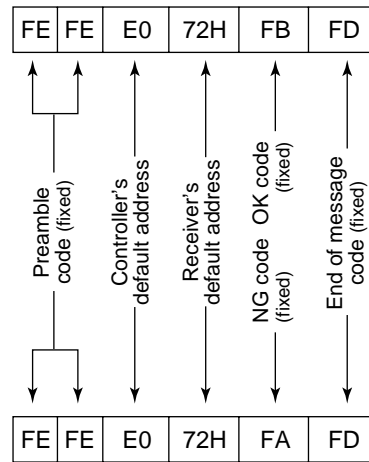 FE FE E0 72H FB FD
Preamble
code (fixed)
Controller's
default address
Receiver's
default address
OK code
(fixed)
NG code
(fixed)
End of message
code (fixed)
FE FE E0 72H FA FD